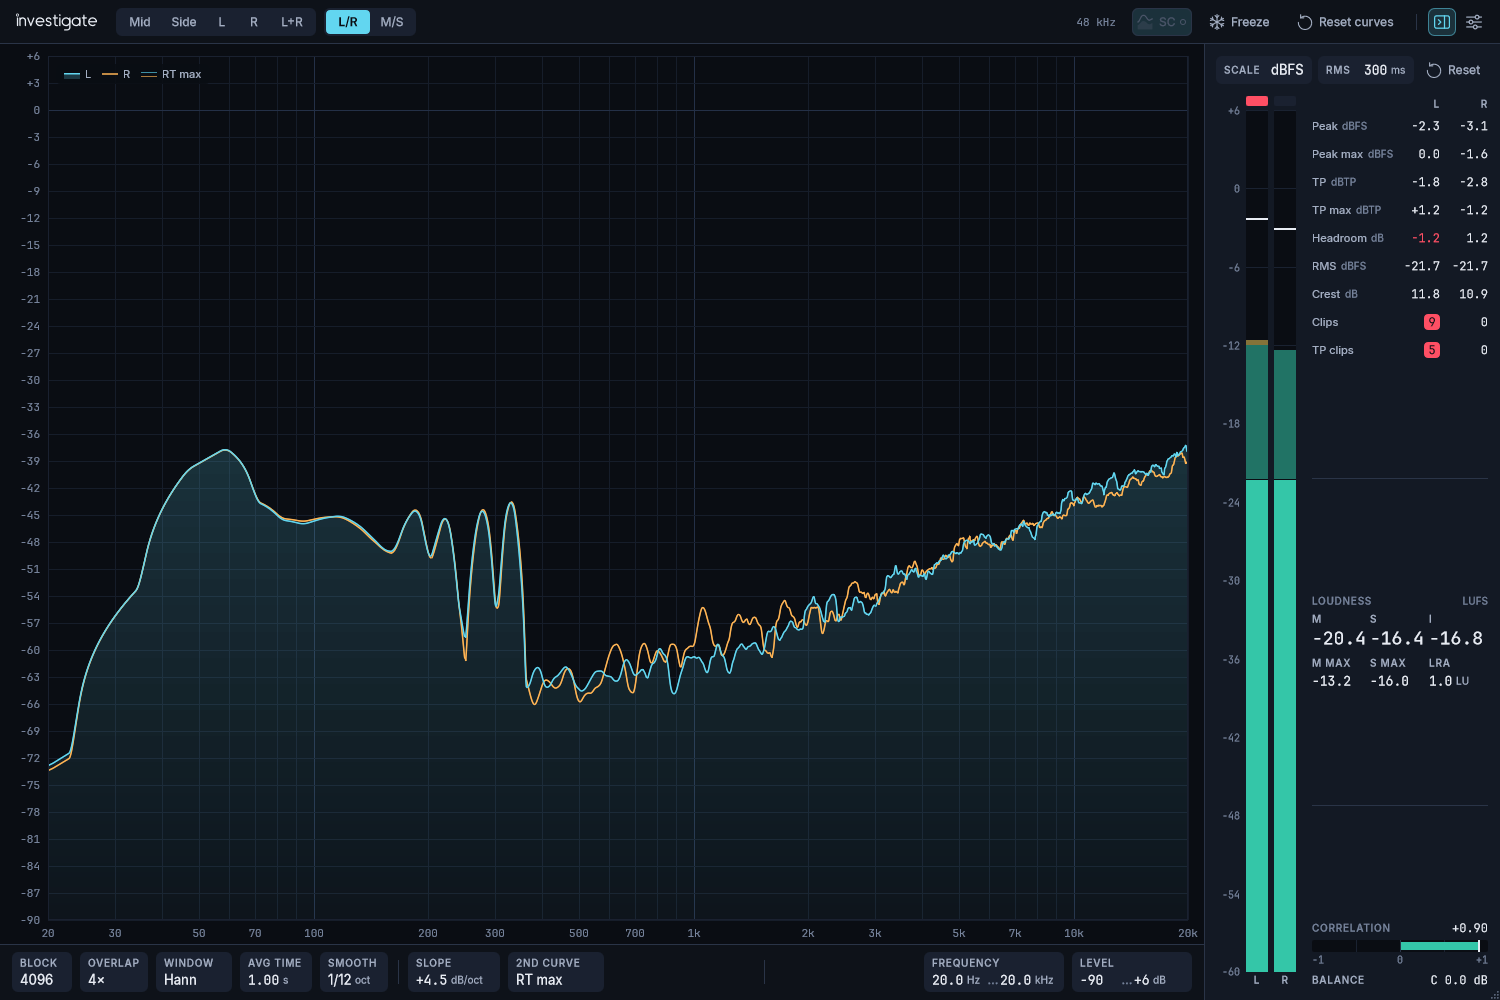 investigate Mid Side L R L+R L/R M/S 48 kHz SC Freeze Reset curves
L R RT max
+6
+3
0
-3
-6
-9
-12
-15
-18
-21
-24
-27
-30
-33
-36
-39
-42
-45
-48
-51
-54
-57
-60
-63
-66
-69
-72
-75
-78
-81
-84
-87
-90
20 30 50 70 100 200 300 500 700 1k 2k 3k 5k 7k 10k 20k
BLOCK OVERLAP WINDOW AVG TIME SMOOTH SLOPE 2ND CURVE FREQUENCY LEVEL
4096 4× Hann 1.00 s 1/12 oct +4.5 dB/oct RT max 20.0 Hz ...20.0 kHz -90 ...+6 dB
SCALE dBFS RMS 300 ms Reset
+6
0
-6
-12
-18
-24
-30
-36
-42
-48
-54
-60
L R
L R
Peak dBFS -2.3 -3.1
Peak max dBFS 0.0 -1.6
TP dBTP -1.8 -2.8
TP max dBTP +1.2 -1.2
Headroom dB -1.2 1.2
RMS dBFS -21.7 -21.7
Crest dB 11.8 10.9
Clips 9 0
TP clips 5 0
LOUDNESS LUFS
M S I
-20.4 -16.4 -16.8
M MAX S MAX LRA
-13.2 -16.0 1.0 LU
CORRELATION +0.90
-1 0 +1
BALANCE C 0.0 dB